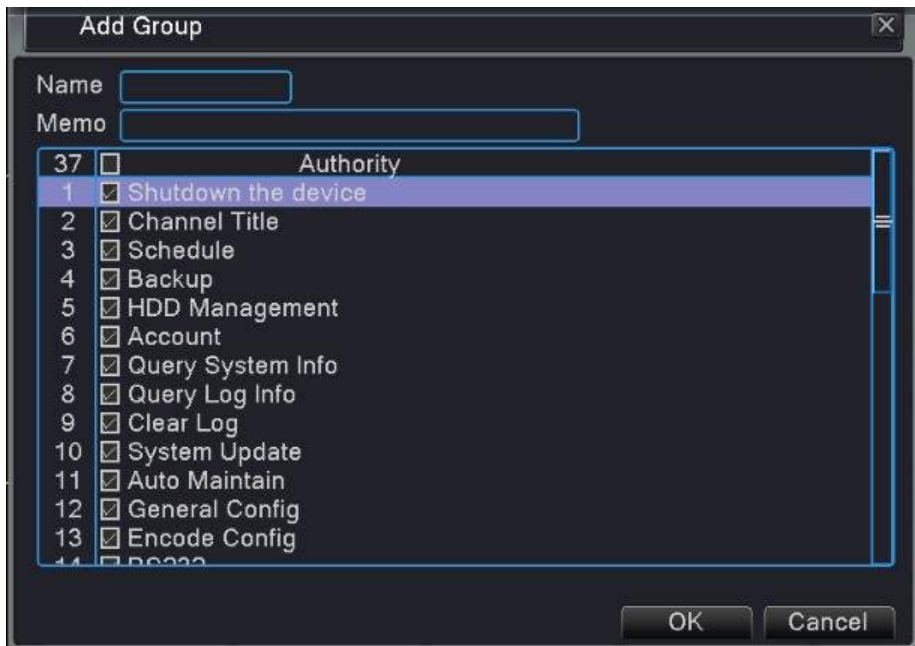 Add Group
Name
Memo
37 Authority
1 Shutdown the device
2 Channel Title
3 Schedule
4 Backup
5 HDD Management
6 Account
7 Query System Info
8 Query Log Info
9 Clear Log
10 System Update
11 Auto Maintain
12 General Config
13 Encode Config
14 RS232
OK Cancel